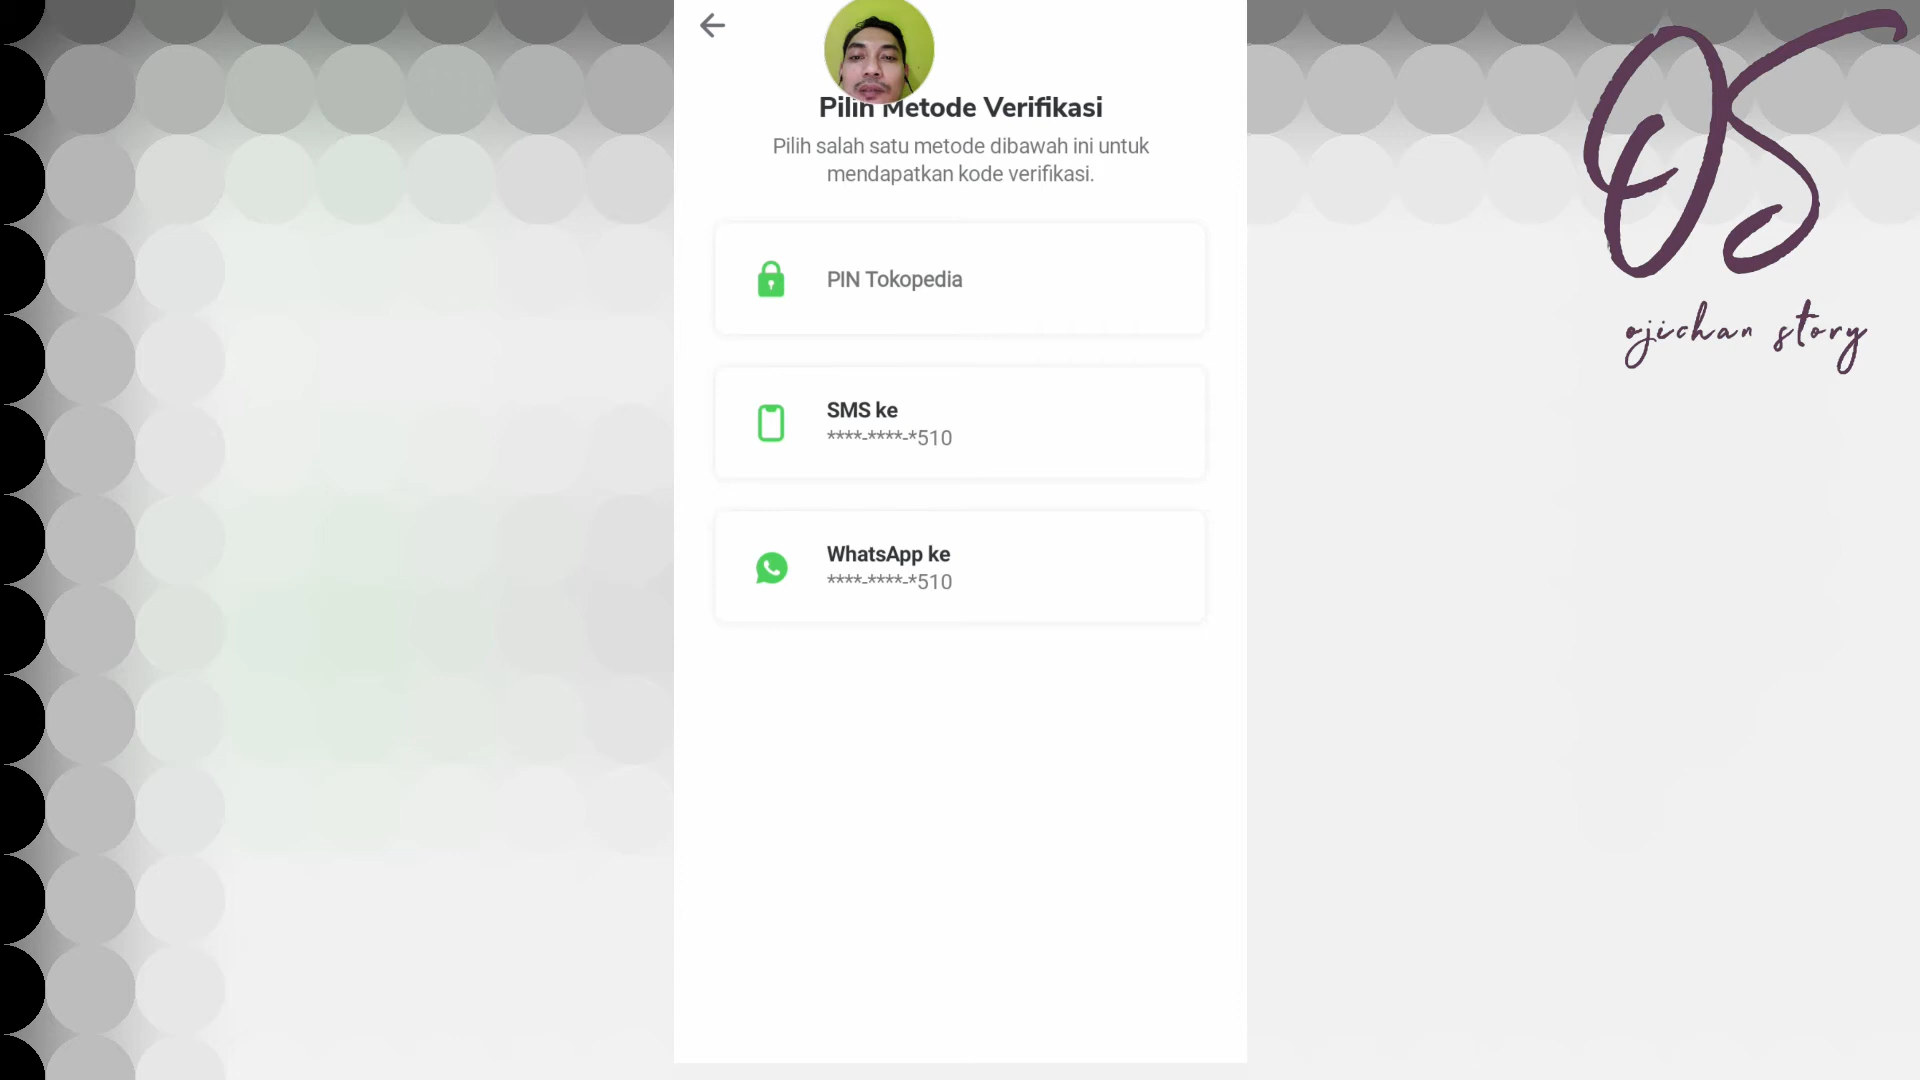 Pilih Metode Verifikasi
Pilih salah satu metode dibawah ini untuk
mendapatkan kode verifikasi.
PIN Tokopedia
SMS ke
****-****-*510
WhatsApp ke
****-****-*510
OS
ojichan story